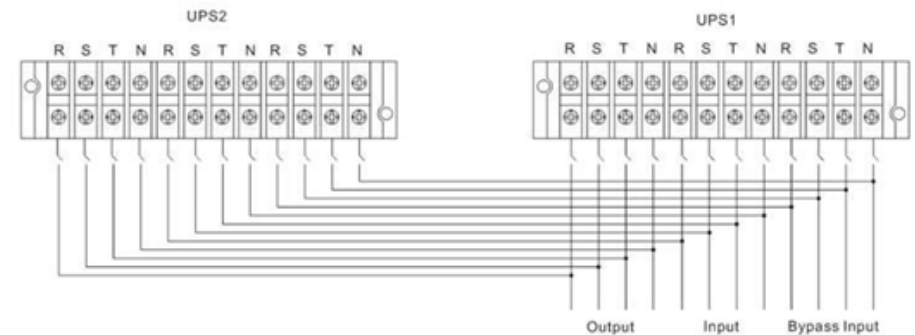 UPS2
UPS1
R S T N R S T N R S T N
R S T N R S T N R S T N
Output Input Bypass Input